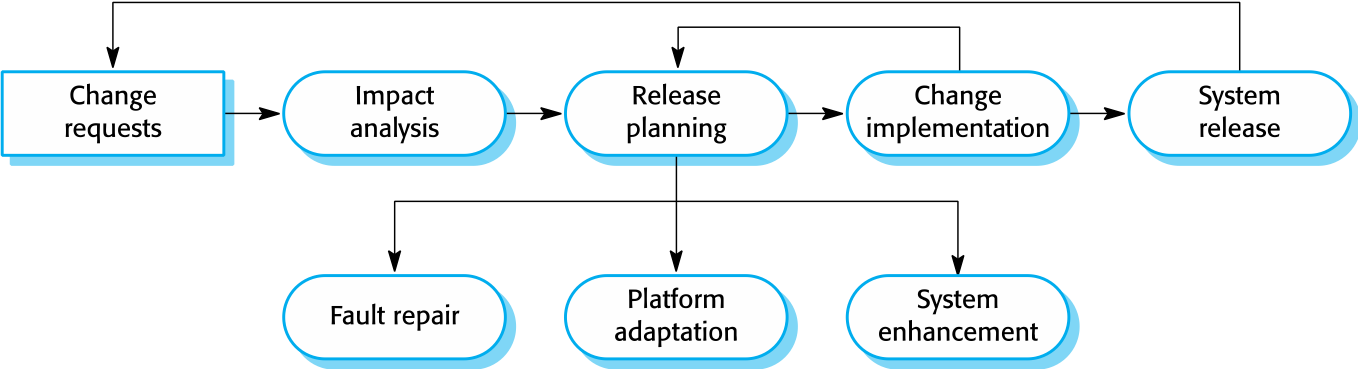 Change
requests
Impact
analysis
Release
planning
Change
implementation
System
release
Fault repair
Platform
adaptation
System
enhancement